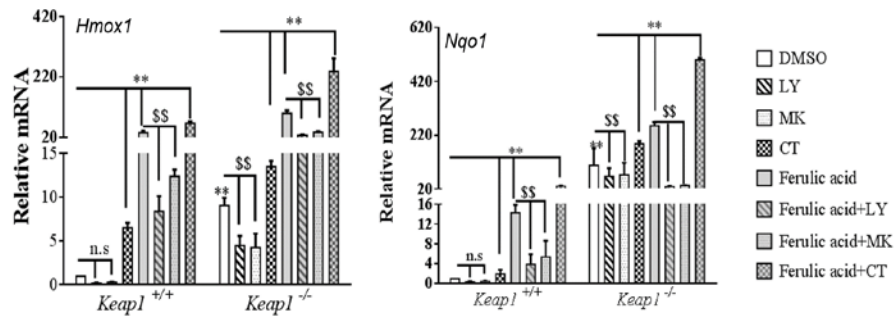 Hmox1
Relative mRNA
420
220
20
15
10
5
0
**
$$
n.s
**
$$
**
$$
Keap1 +/+
Keap1 -/-
Nqo1
Relative mRNA
620
420
220
20
16
12
8
4
0
**
$$
n.s
**
$$
**
$$
Keap1 +/+
Keap1 -/-
DMSO
LY
MK
CT
Ferulic acid
Ferulic acid+LY
Ferulic acid+MK
Ferulic acid+CT